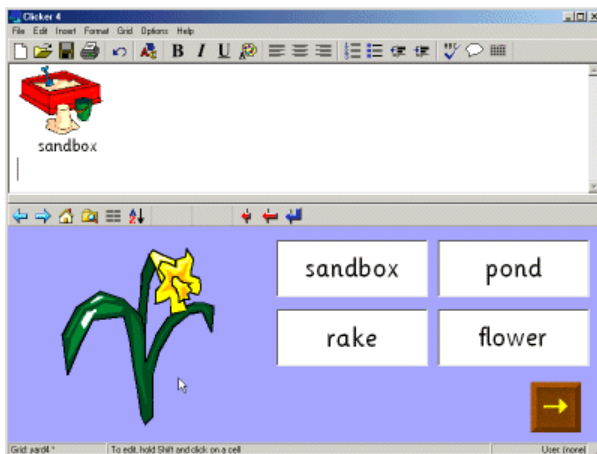 Clicker 4
File Edit Insert Format Grid Options Help
B I U
sandbox
A
Z
sandbox pond
rake flower
Grid: yard4 * To edit, hold Shift and click on a cell User: (none)